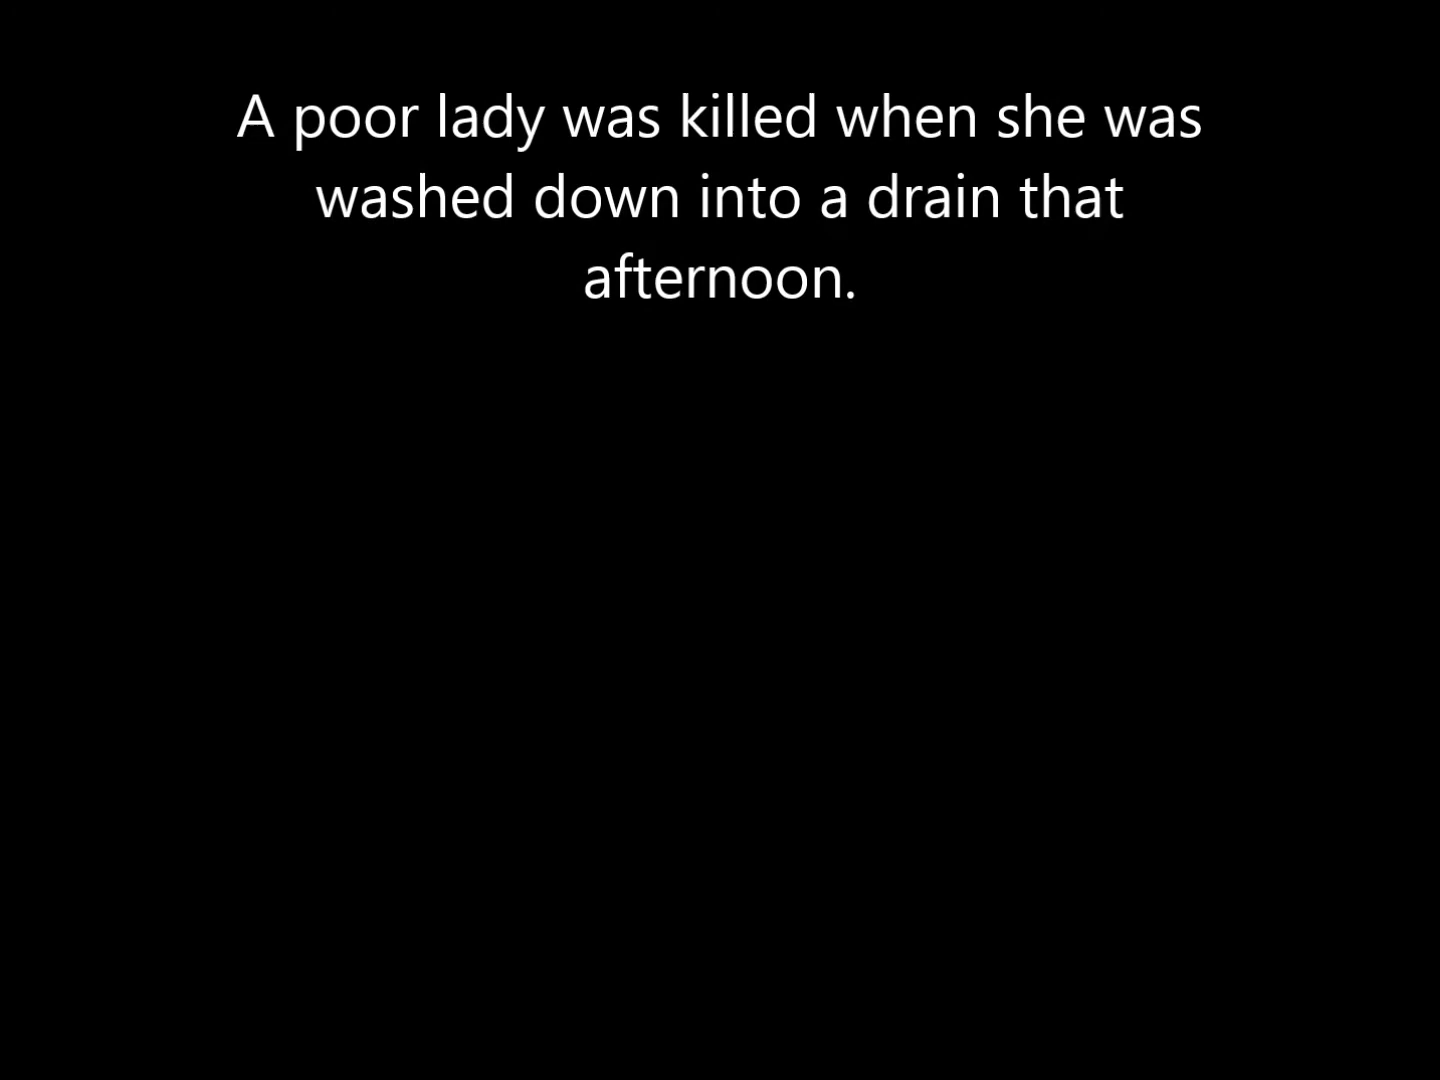 A poor lady was killed when she was
washed down into a drain that
afternoon.